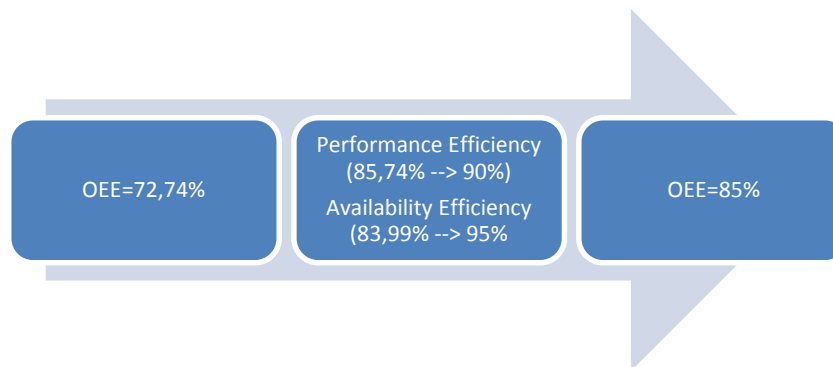 OEE=72,74%
Performance Efficiency
(85,74% --> 90%)
Availability Efficiency
(83,99% --> 95%
OEE=85%